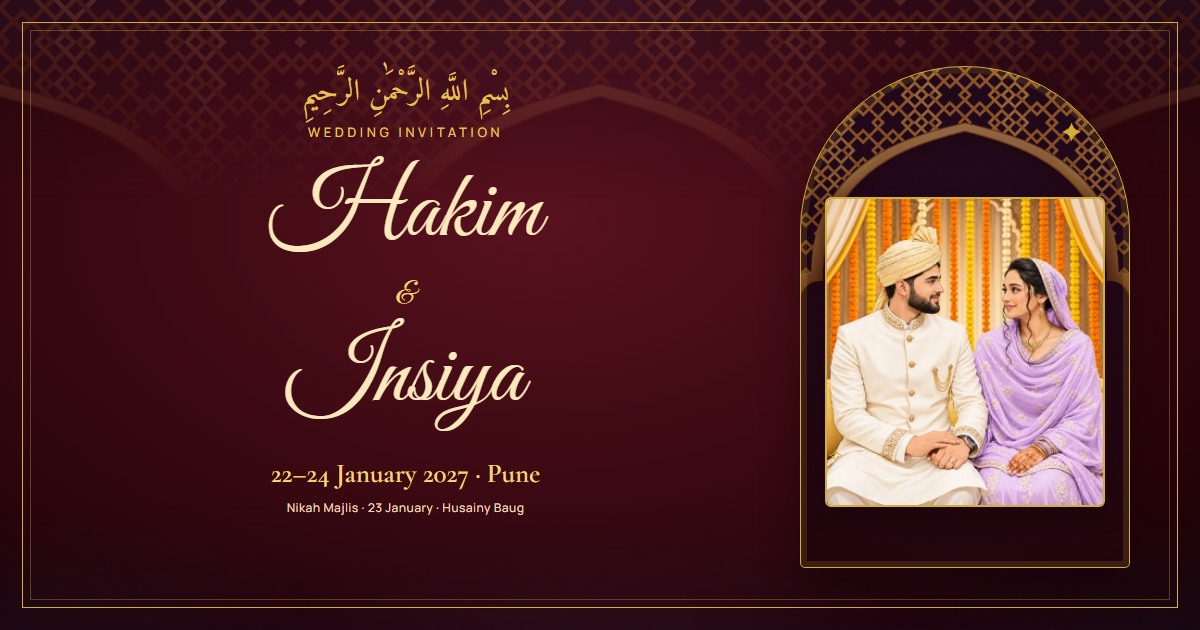 بِسْمِ اللَّهِ الرَّحْمَٰنِ الرَّحِيمِ
WEDDING INVITATION
Hakim
&
Insiya
22–24 January 2027 · Pune
Nikah Majlis · 23 January · Husainy Baug